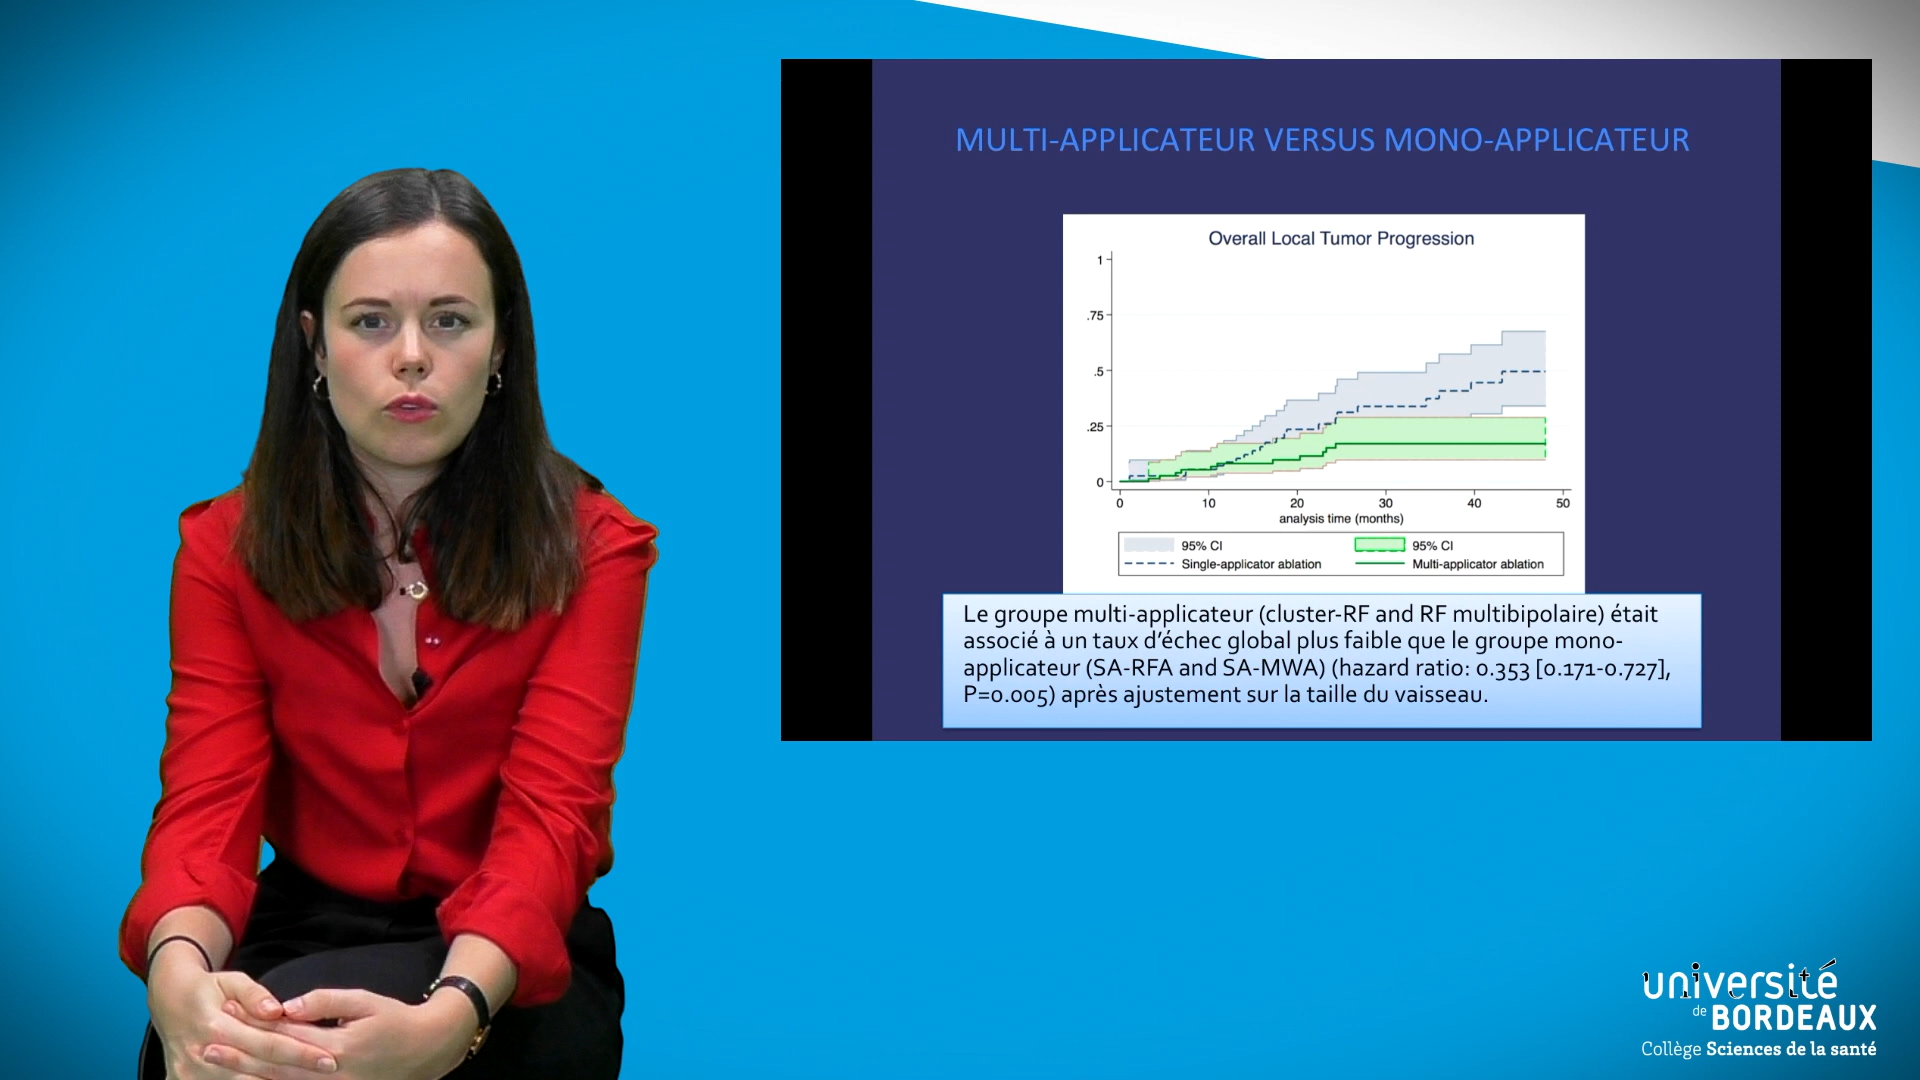 MULTI-APPLICATEUR VERSUS MONO-APPLICATEUR
Overall Local Tumor Progression
1
.75
.5
.25
0
0 10 20 30 40 50
analysis time (months)
95% CI 95% CI
Single-applicator ablation Multi-applicator ablation
Le groupe multi-applicateur (cluster-RF and RF multibipolaire) était
associé à un taux d’échec global plus faible que le groupe mono-
applicateur (SA-RFA and SA-MWA) (hazard ratio: 0.353 [0.171-0.727],
P=0.005) après ajustement sur la taille du vaisseau.
université
de BORDEAUX
Collège Sciences de la santé